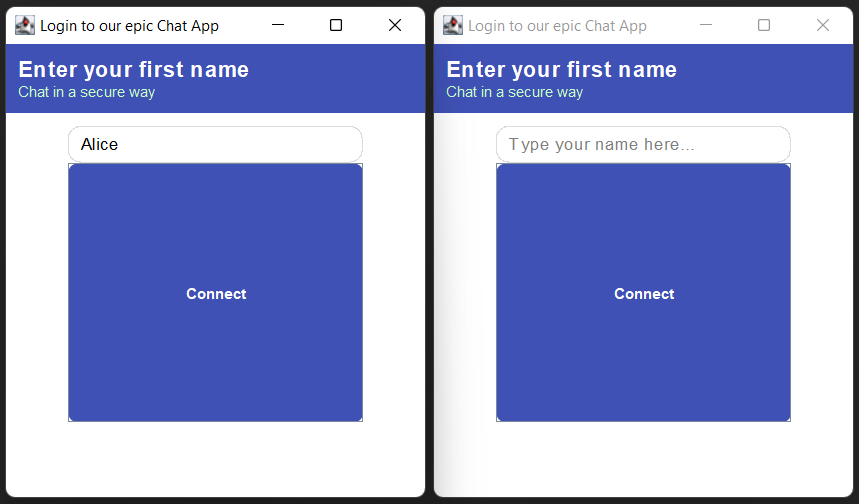 Login to our epic Chat App
Enter your first name
Chat in a secure way
Alice
Connect
Login to our epic Chat App
Enter your first name
Chat in a secure way
Type your name here...
Connect